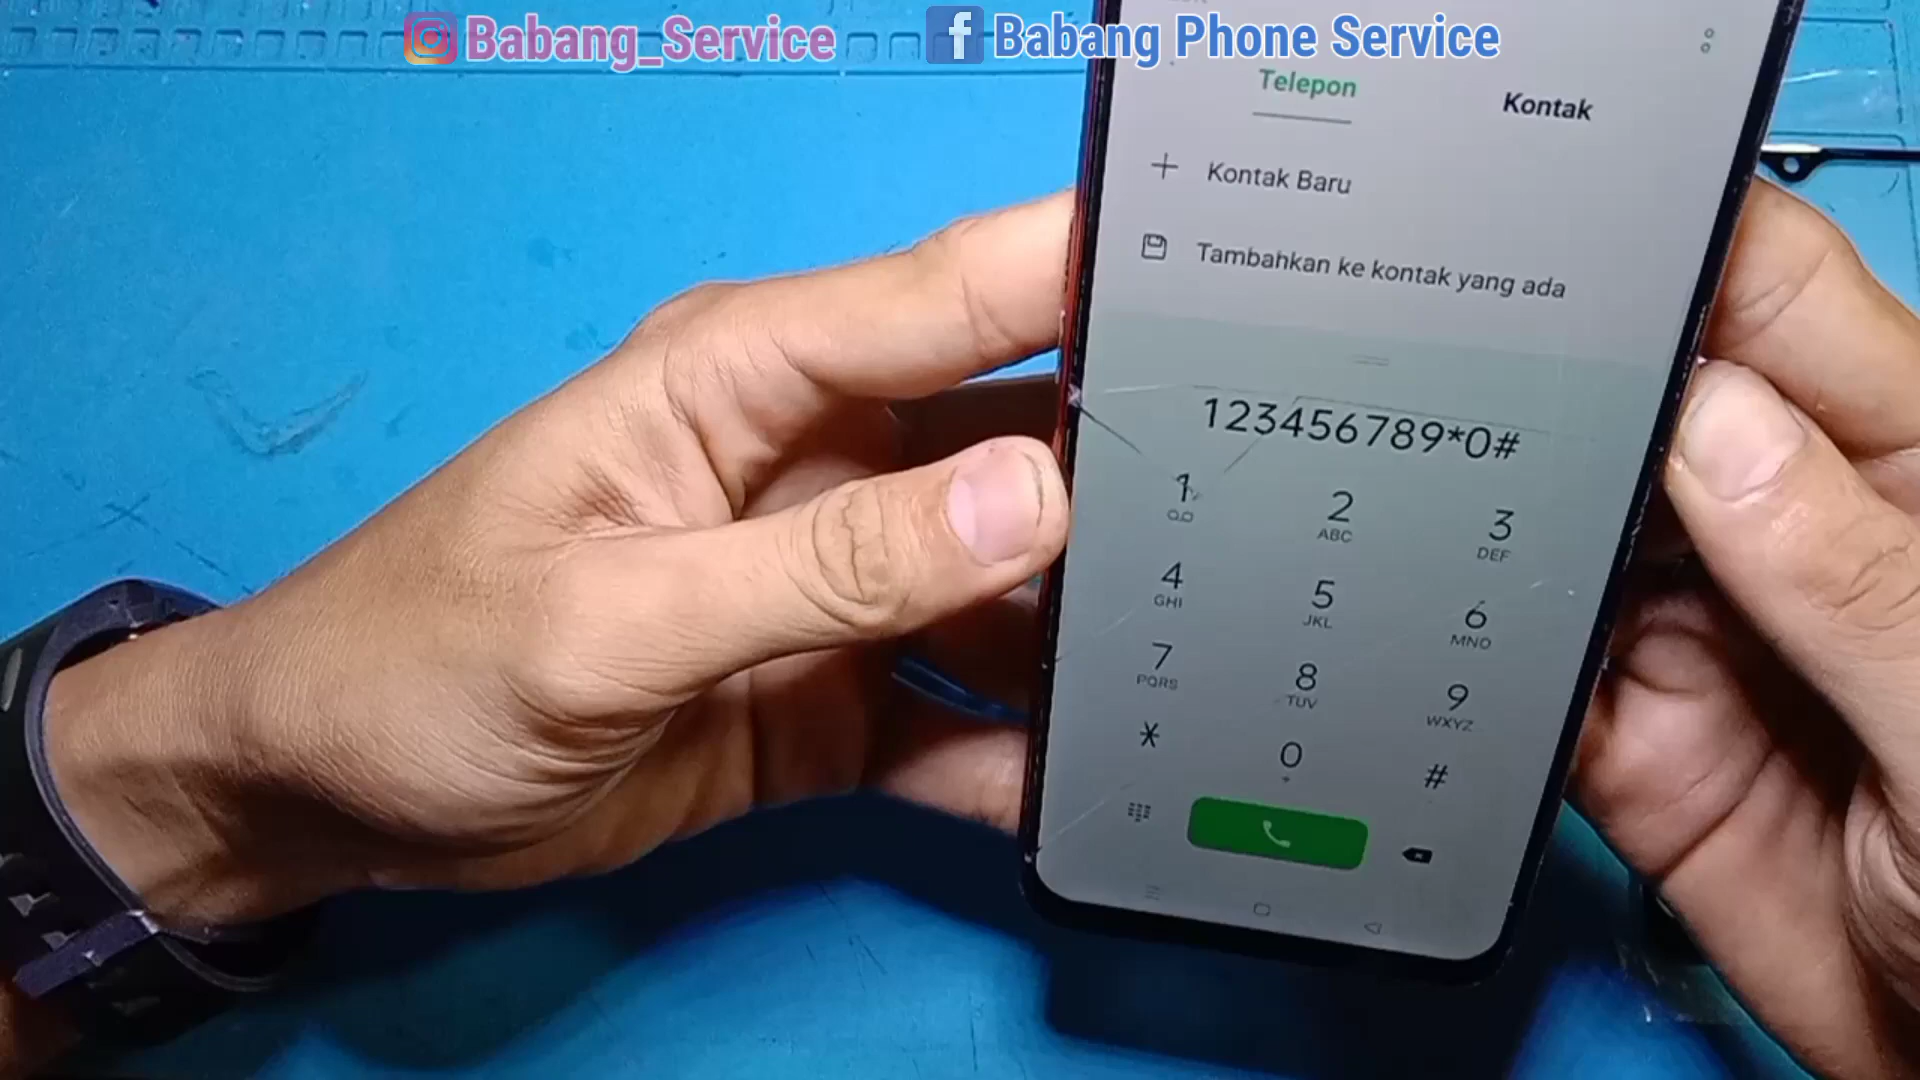 Babang_Service
Babang Phone Service
Telepon
Kontak
Kontak Baru
Tambahkan ke kontak yang ada
123456789*0#
1
2 ABC
3 DEF
4 GHI
5 JKL
6 MNO
7 PQRS
8 TUV
9 WXYZ
*
0 +
#